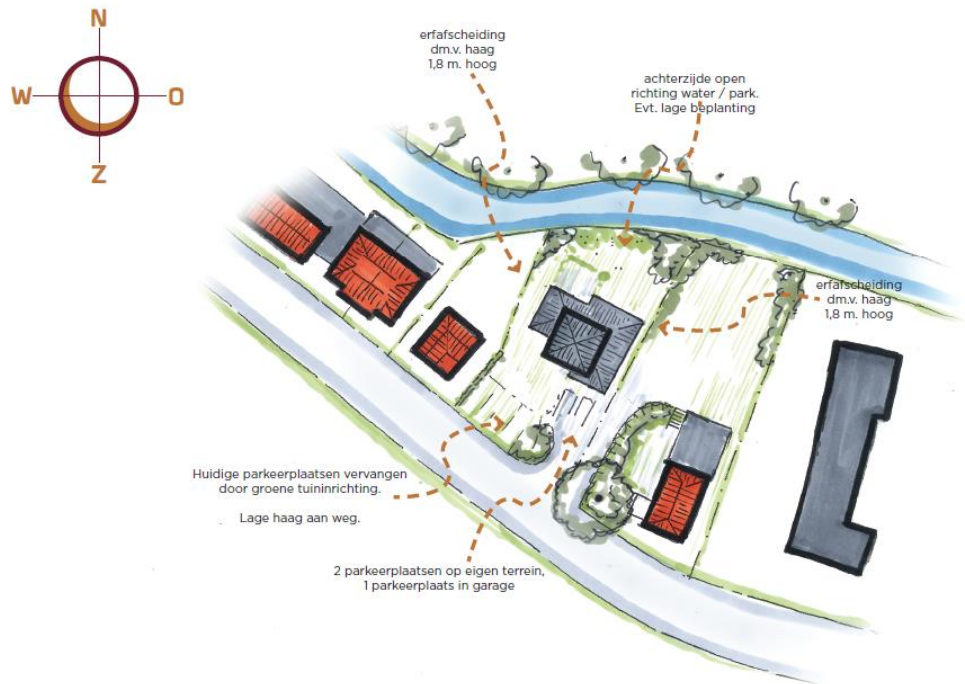 N
W
O
Z
erfafscheiding
dm.v. haag
1,8 m. hoog
achterzijde open
richting water / park.
Evt. lage beplanting
erfafscheiding
dm.v. haag
1,8 m. hoog
Huidige parkeerplaatsen vervangen
door groene tuininrichting.
Lage haag aan weg.
2 parkeerplaatsen op eigen terrein,
1 parkeerplaats in garage